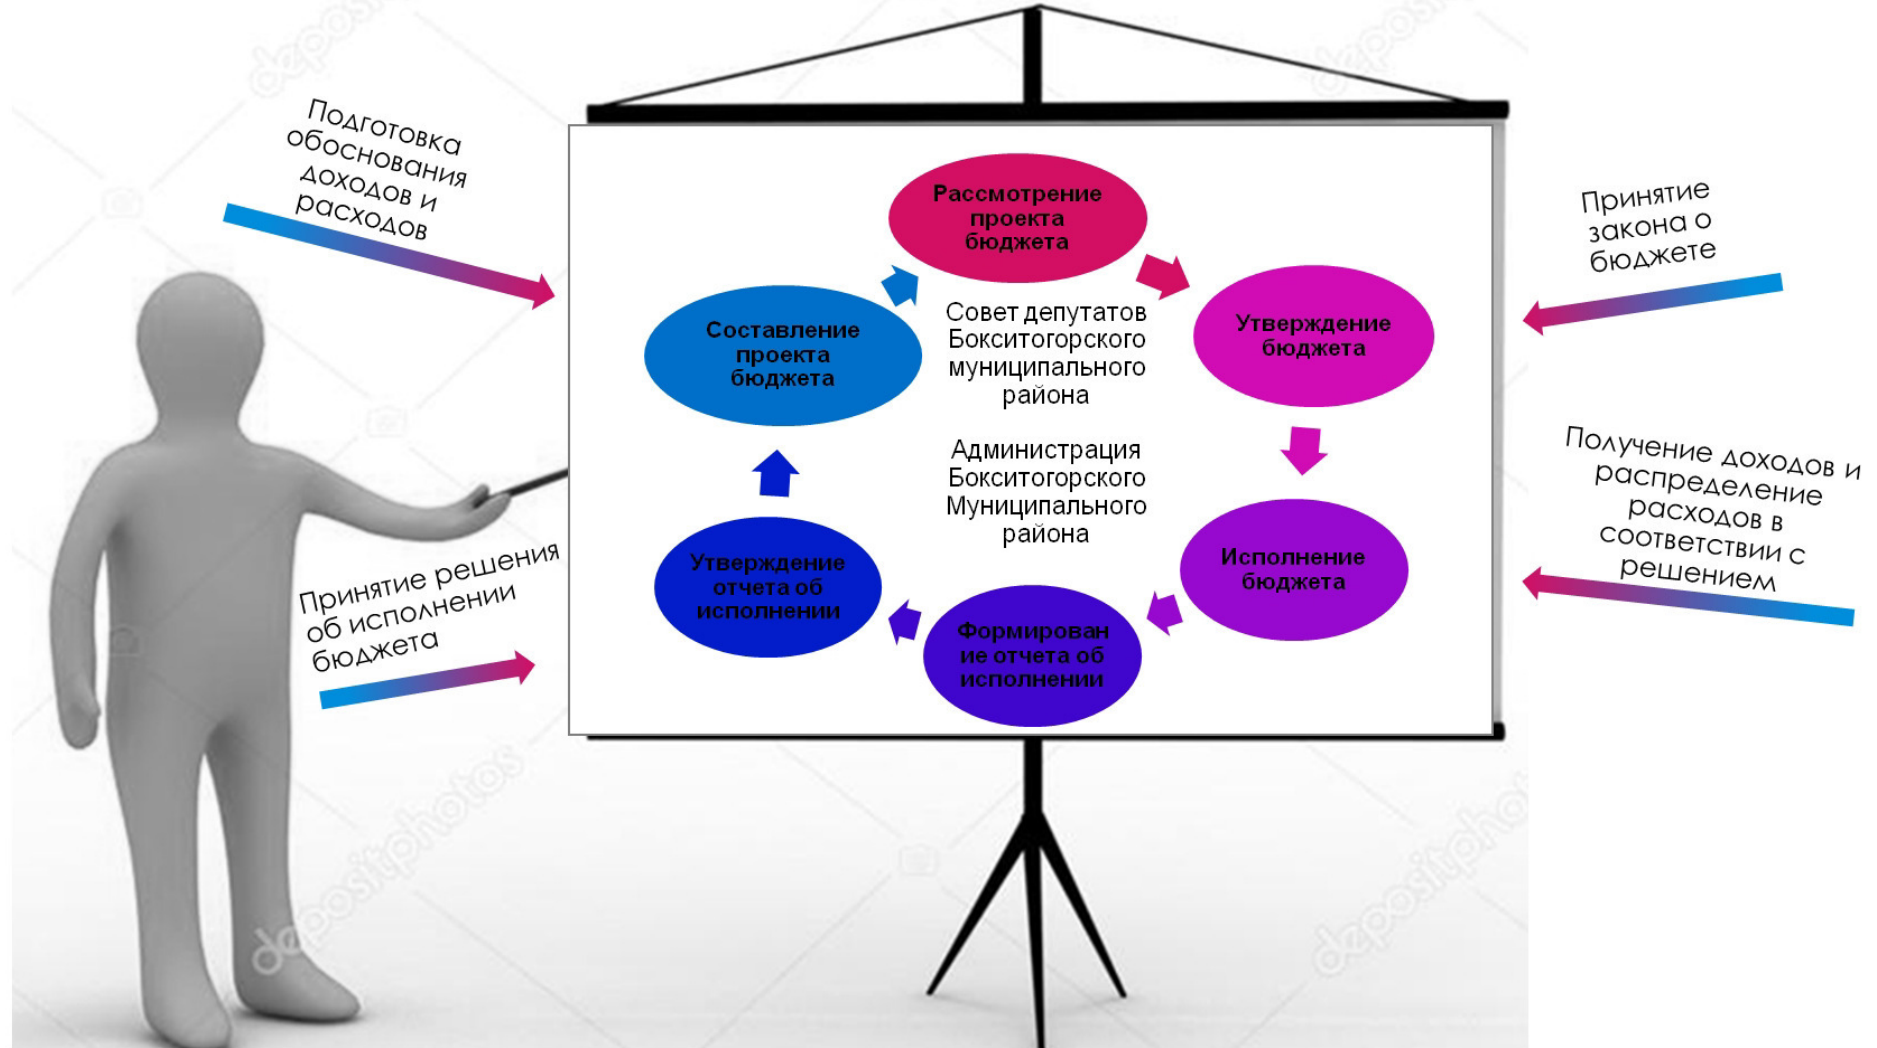 Подготовка
обоснования
доходов и
расходов
Рассмотрение
проекта
бюджета
Принятие
закона о
бюджете
Составление
проекта
бюджета
Совет депутатов
Бокситогорского
муниципального
района
Утверждение
бюджета
Администрация
Бокситогорского
Муниципального
района
Получение доходов и
распределение
расходов в
соответствии с
решением
Принятие решения
об исполнении
бюджета
Утверждение
отчета об
исполнении
Формирован
ие отчета об
исполнении
Исполнение
бюджета
depositphotos
depositphotos